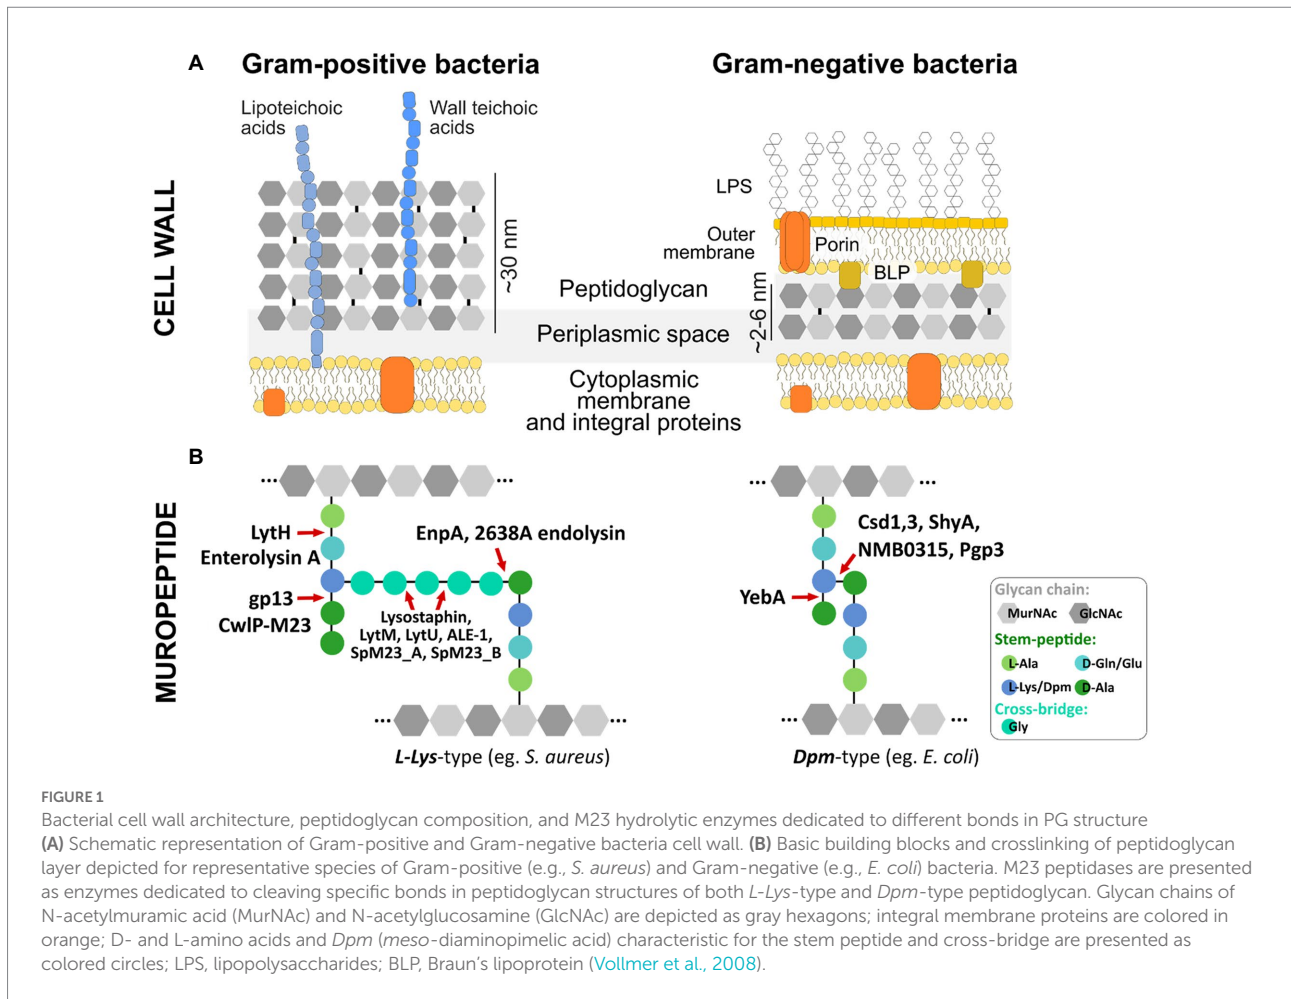 A
Gram-positive bacteria
Gram-negative bacteria
CELL WALL
Lipoteichoic
acids
Wall teichoic
acids
~30 nm
LPS
Outer
membrane
Porin
BLP
~2-6 nm
Peptidoglycan
Periplasmic space
Cytoplasmic
membrane
and integral proteins
B
MUROPEPTIDE
... ...
LytH
Enterolysin A
gp13
CwlP-M23
EnpA, 2638A endolysin
Lysostaphin,
LytM, LytU, ALE-1,
SpM23_A, SpM23_B
... ...
L-Lys-type (eg. S. aureus)
... ...
Csd1,3, ShyA,
NMB0315, Pgp3
YebA
... ...
Dpm-type (eg. E. coli)
Glycan chain:
MurNAc GlcNAc
Stem-peptide:
L-Ala D-Gln/Glu
L-Lys/Dpm D-Ala
Cross-bridge:
Gly
FIGURE 1
Bacterial cell wall architecture, peptidoglycan composition, and M23 hydrolytic enzymes dedicated to different bonds in PG structure
(A) Schematic representation of Gram-positive and Gram-negative bacteria cell wall. (B) Basic building blocks and crosslinking of peptidoglycan
layer depicted for representative species of Gram-positive (e.g., S. aureus) and Gram-negative (e.g., E. coli) bacteria. M23 peptidases are presented
as enzymes dedicated to cleaving specific bonds in peptidoglycan structures of both L-Lys-type and Dpm-type peptidoglycan. Glycan chains of
N-acetylmuramic acid (MurNAc) and N-acetylglucosamine (GlcNAc) are depicted as gray hexagons; integral membrane proteins are colored in
orange; D- and L-amino acids and Dpm (meso-diaminopimelic acid) characteristic for the stem peptide and cross-bridge are presented as
colored circles; LPS, lipopolysaccharides; BLP, Braun's lipoprotein (Vollmer et al., 2008).